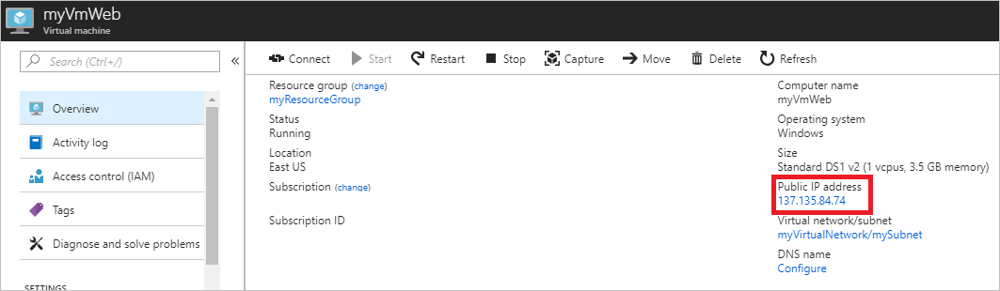 myVmWeb
Virtual machine
Search (Ctrl+/)
«
Overview
Activity log
Access control (IAM)
Tags
Diagnose and solve problems
SETTINGS
Connect Start Restart Stop Capture Move Delete Refresh
Resource group (change)
myResourceGroup
Status
Running
Location
East US
Subscription (change)
Subscription ID
Computer name
myVmWeb
Operating system
Windows
Size
Standard DS1 v2 (1 vcpus, 3.5 GB memory)
Public IP address
137.135.84.74
Virtual network/subnet
myVirtualNetwork/mySubnet
DNS name
Configure